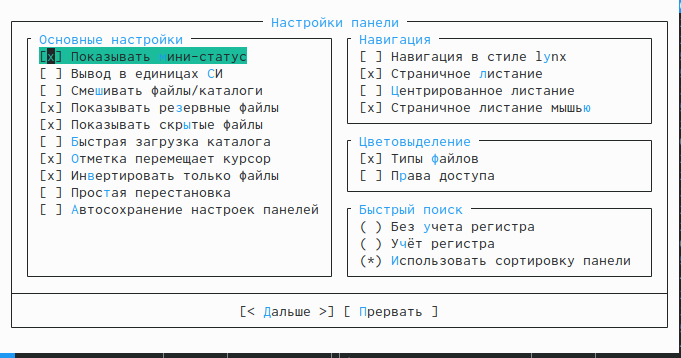 Настройки панели
Основные настройки
[x] Показывать мини-статус
[ ] Вывод в единицах СИ
[ ] Смешивать файлы/каталоги
[x] Показывать резервные файлы
[x] Показывать скрытые файлы
[ ] Быстрая загрузка каталога
[x] Отметка перемещает курсор
[x] Инвертировать только файлы
[ ] Простая перестановка
[ ] Автосохранение настроек панелей
Навигация
[ ] Навигация в стиле lynx
[x] Страничное листание
[ ] Центрированное листание
[x] Страничное листание мышью
Цветовыделение
[x] Типы файлов
[ ] Права доступа
Быстрый поиск
( ) Без учета регистра
( ) Учёт регистра
(*) Использовать сортировку панели
[< Дальше >] [ Прервать ]